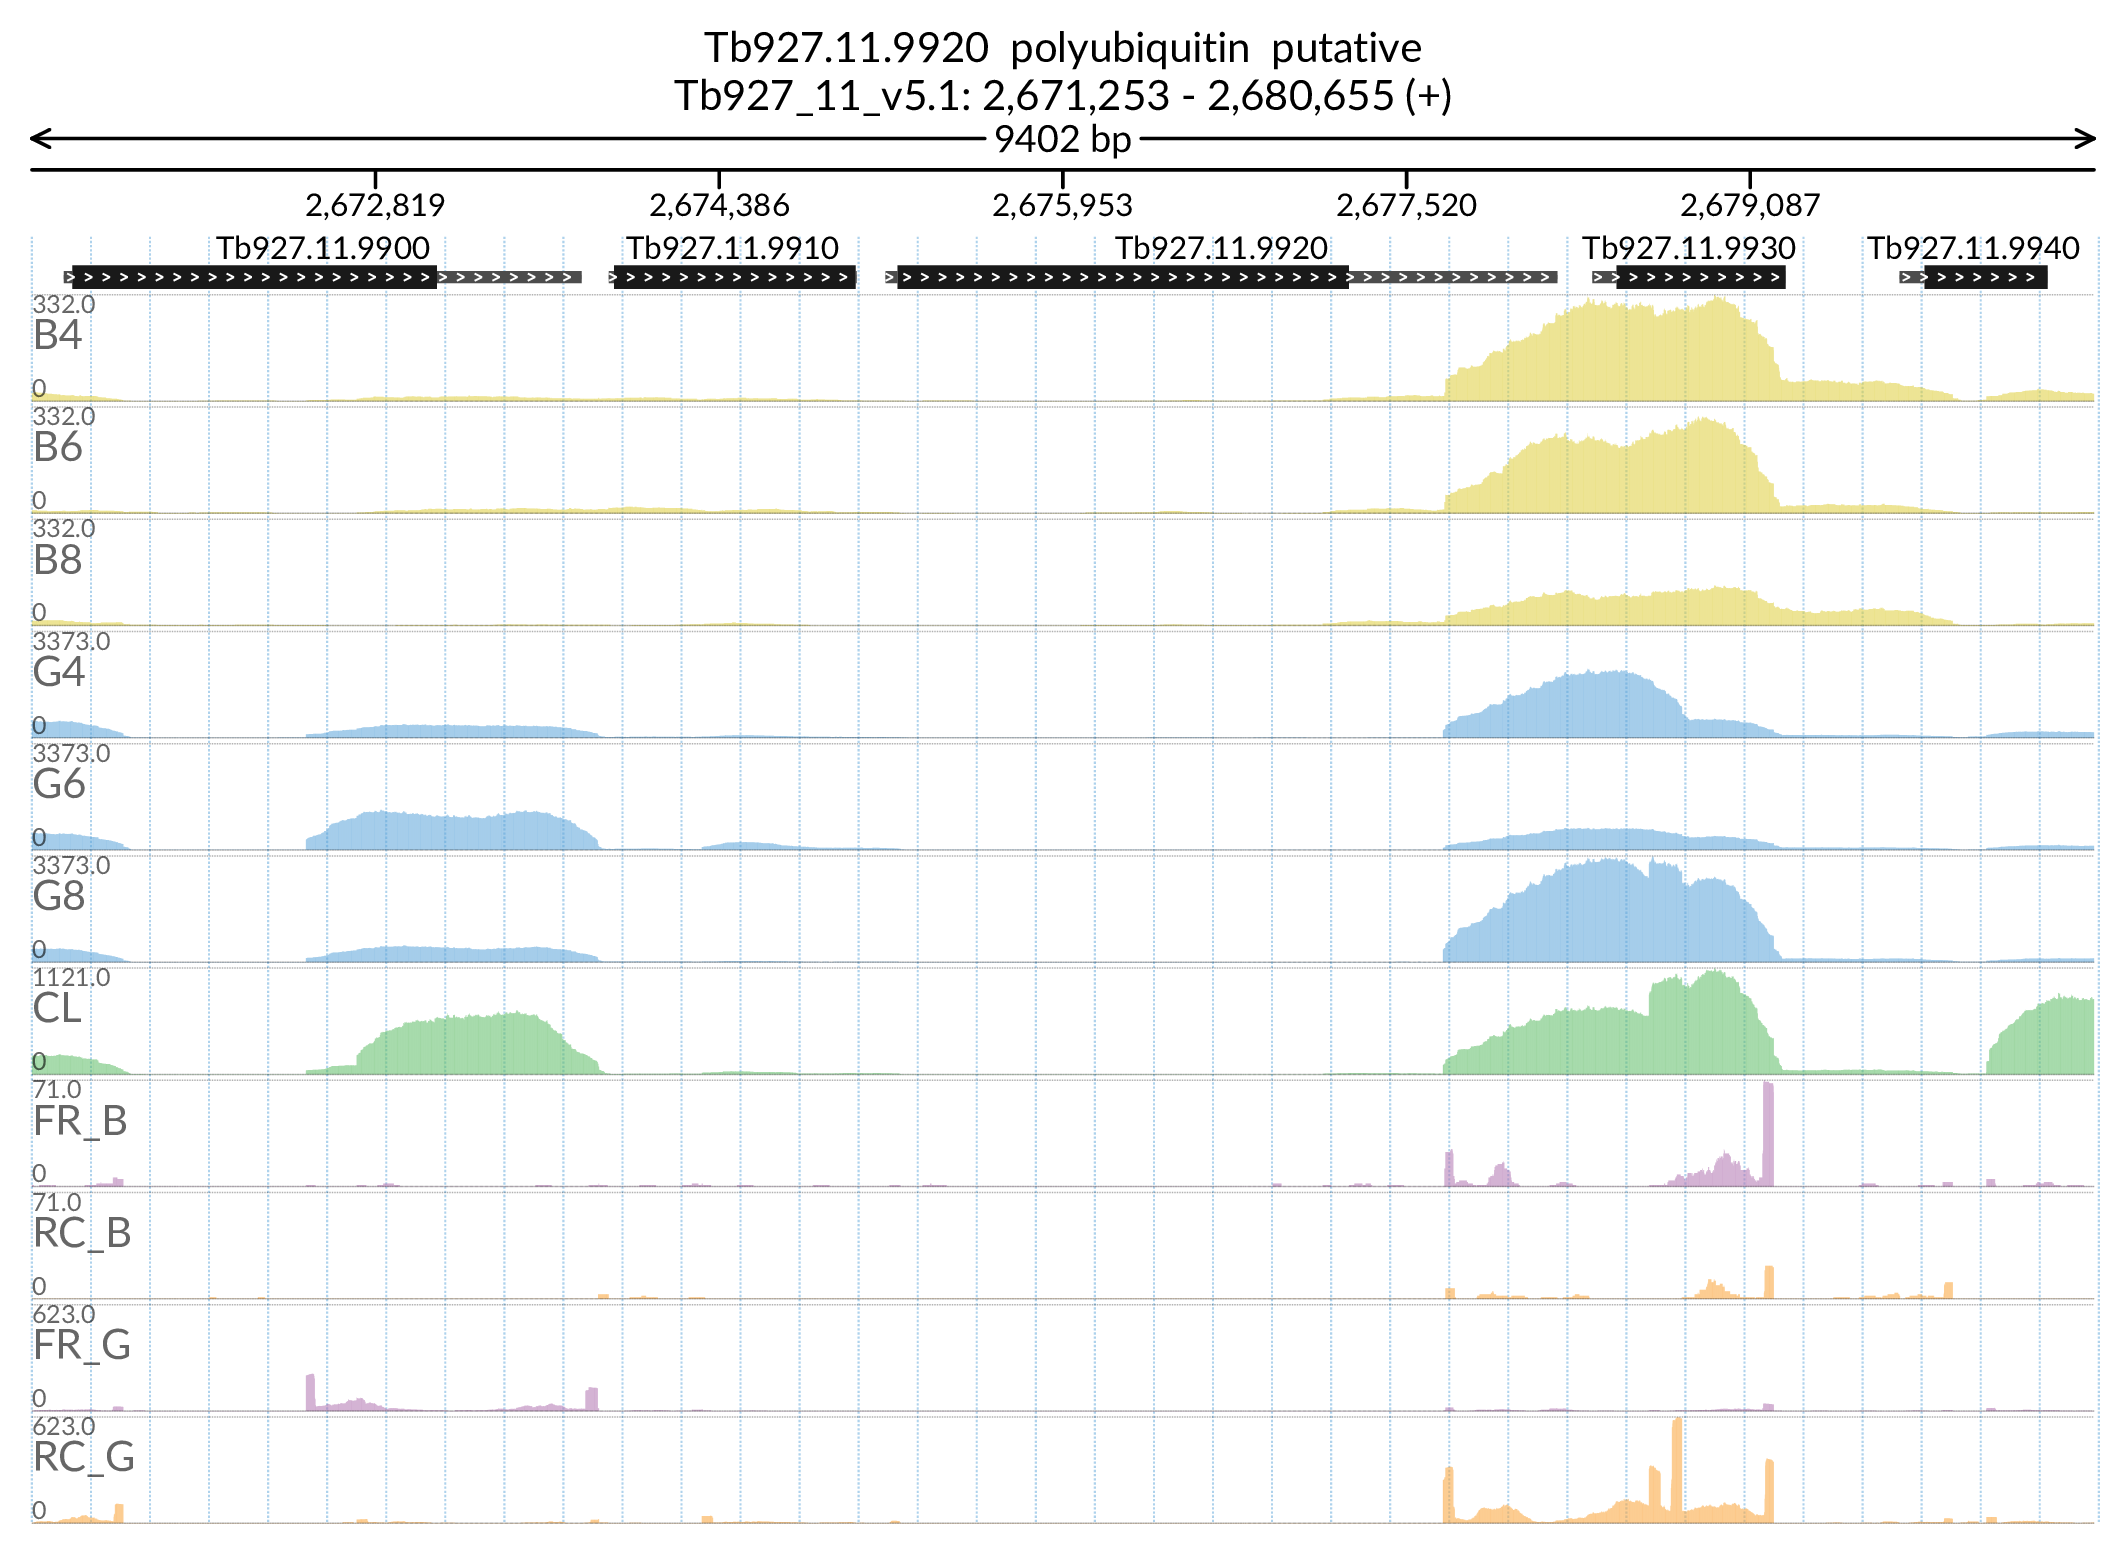 Tb927.11.9920 polyubiquitin putative
Tb927_11_v5.1: 2,671,253 - 2,680,655 (+)
9402 bp
2,672,819 2,674,386 2,675,953 2,677,520 2,679,087
Tb927.11.9900 Tb927.11.9910 Tb927.11.9920 Tb927.11.9930 Tb927.11.9940
332.0
B4
0
332.0
B6
0
332.0
B8
0
3373.0
G4
0
3373.0
G6
0
3373.0
G8
0
1121.0
CL
0
71.0
FR_B
0
71.0
RC_B
0
623.0
FR_G
0
623.0
RC_G
0